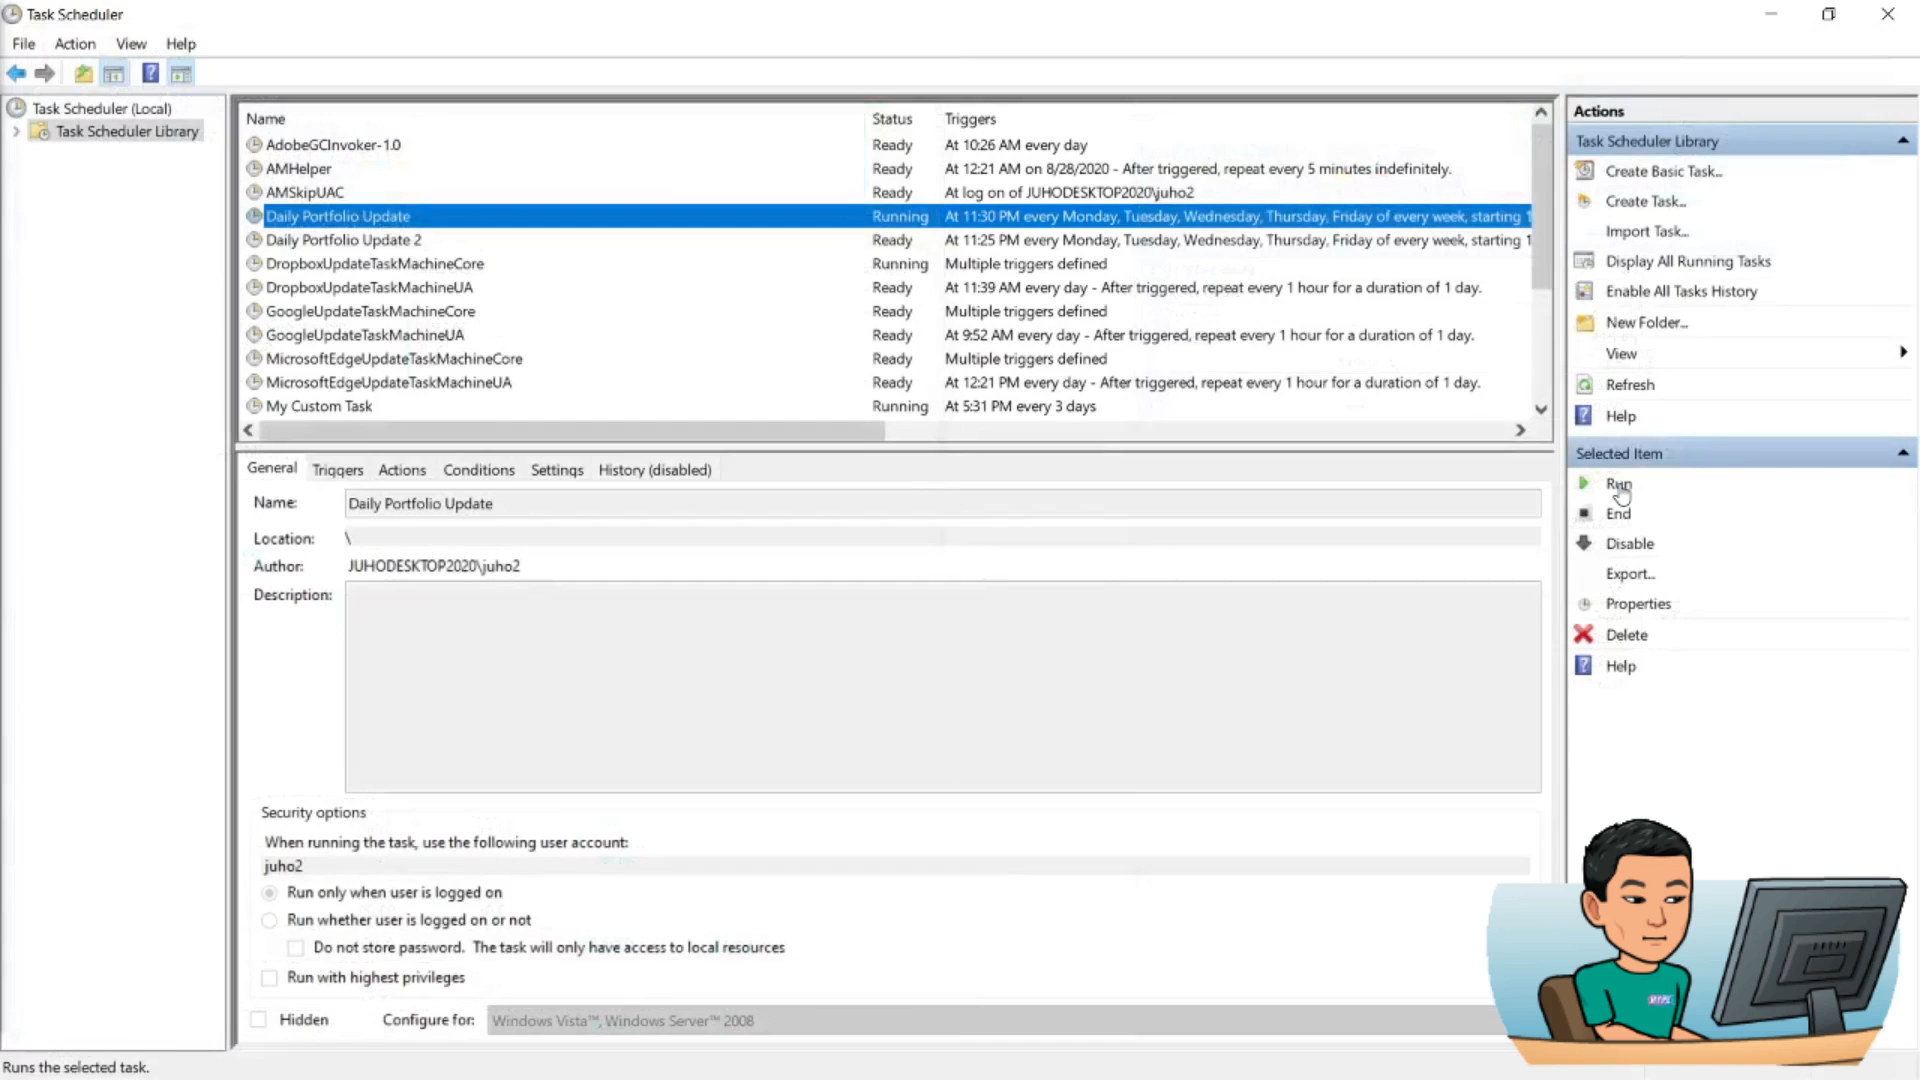 Task Scheduler
File Action View Help
Task Scheduler (Local)
Task Scheduler Library
Name Status Triggers
AdobeGCInvoker-1.0 Ready At 10:26 AM every day
AMHelper Ready At 12:21 AM on 8/28/2020 - After triggered, repeat every 5 minutes indefinitely.
AMSkipUAC Ready At log on of JUHODESKTOP2020\juho2
Daily Portfolio Update Running At 11:30 PM every Monday, Tuesday, Wednesday, Thursday, Friday of every week, starting 1
Daily Portfolio Update 2 Ready At 11:25 PM every Monday, Tuesday, Wednesday, Thursday, Friday of every week, starting 1
DropboxUpdateTaskMachineCore Running Multiple triggers defined
DropboxUpdateTaskMachineUA Ready At 11:39 AM every day - After triggered, repeat every 1 hour for a duration of 1 day.
GoogleUpdateTaskMachineCore Ready Multiple triggers defined
GoogleUpdateTaskMachineUA Ready At 9:52 AM every day - After triggered, repeat every 1 hour for a duration of 1 day.
MicrosoftEdgeUpdateTaskMachineCore Ready Multiple triggers defined
MicrosoftEdgeUpdateTaskMachineUA Ready At 12:21 PM every day - After triggered, repeat every 1 hour for a duration of 1 day.
My Custom Task Running At 5:31 PM every 3 days
General Triggers Actions Conditions Settings History (disabled)
Name: Daily Portfolio Update
Location: \
Author: JUHODESKTOP2020\juho2
Description:
Security options
When running the task, use the following user account:
juho2
Run only when user is logged on
Run whether user is logged on or not
Do not store password. The task will only have access to local resources
Run with highest privileges
Hidden Configure for: Windows Vista™, Windows Server™ 2008
Actions
Task Scheduler Library
Create Basic Task...
Create Task...
Import Task...
Display All Running Tasks
Enable All Tasks History
New Folder...
View
Refresh
Help
Selected Item
Run
End
Disable
Export...
Properties
Delete
Help
Runs the selected task.